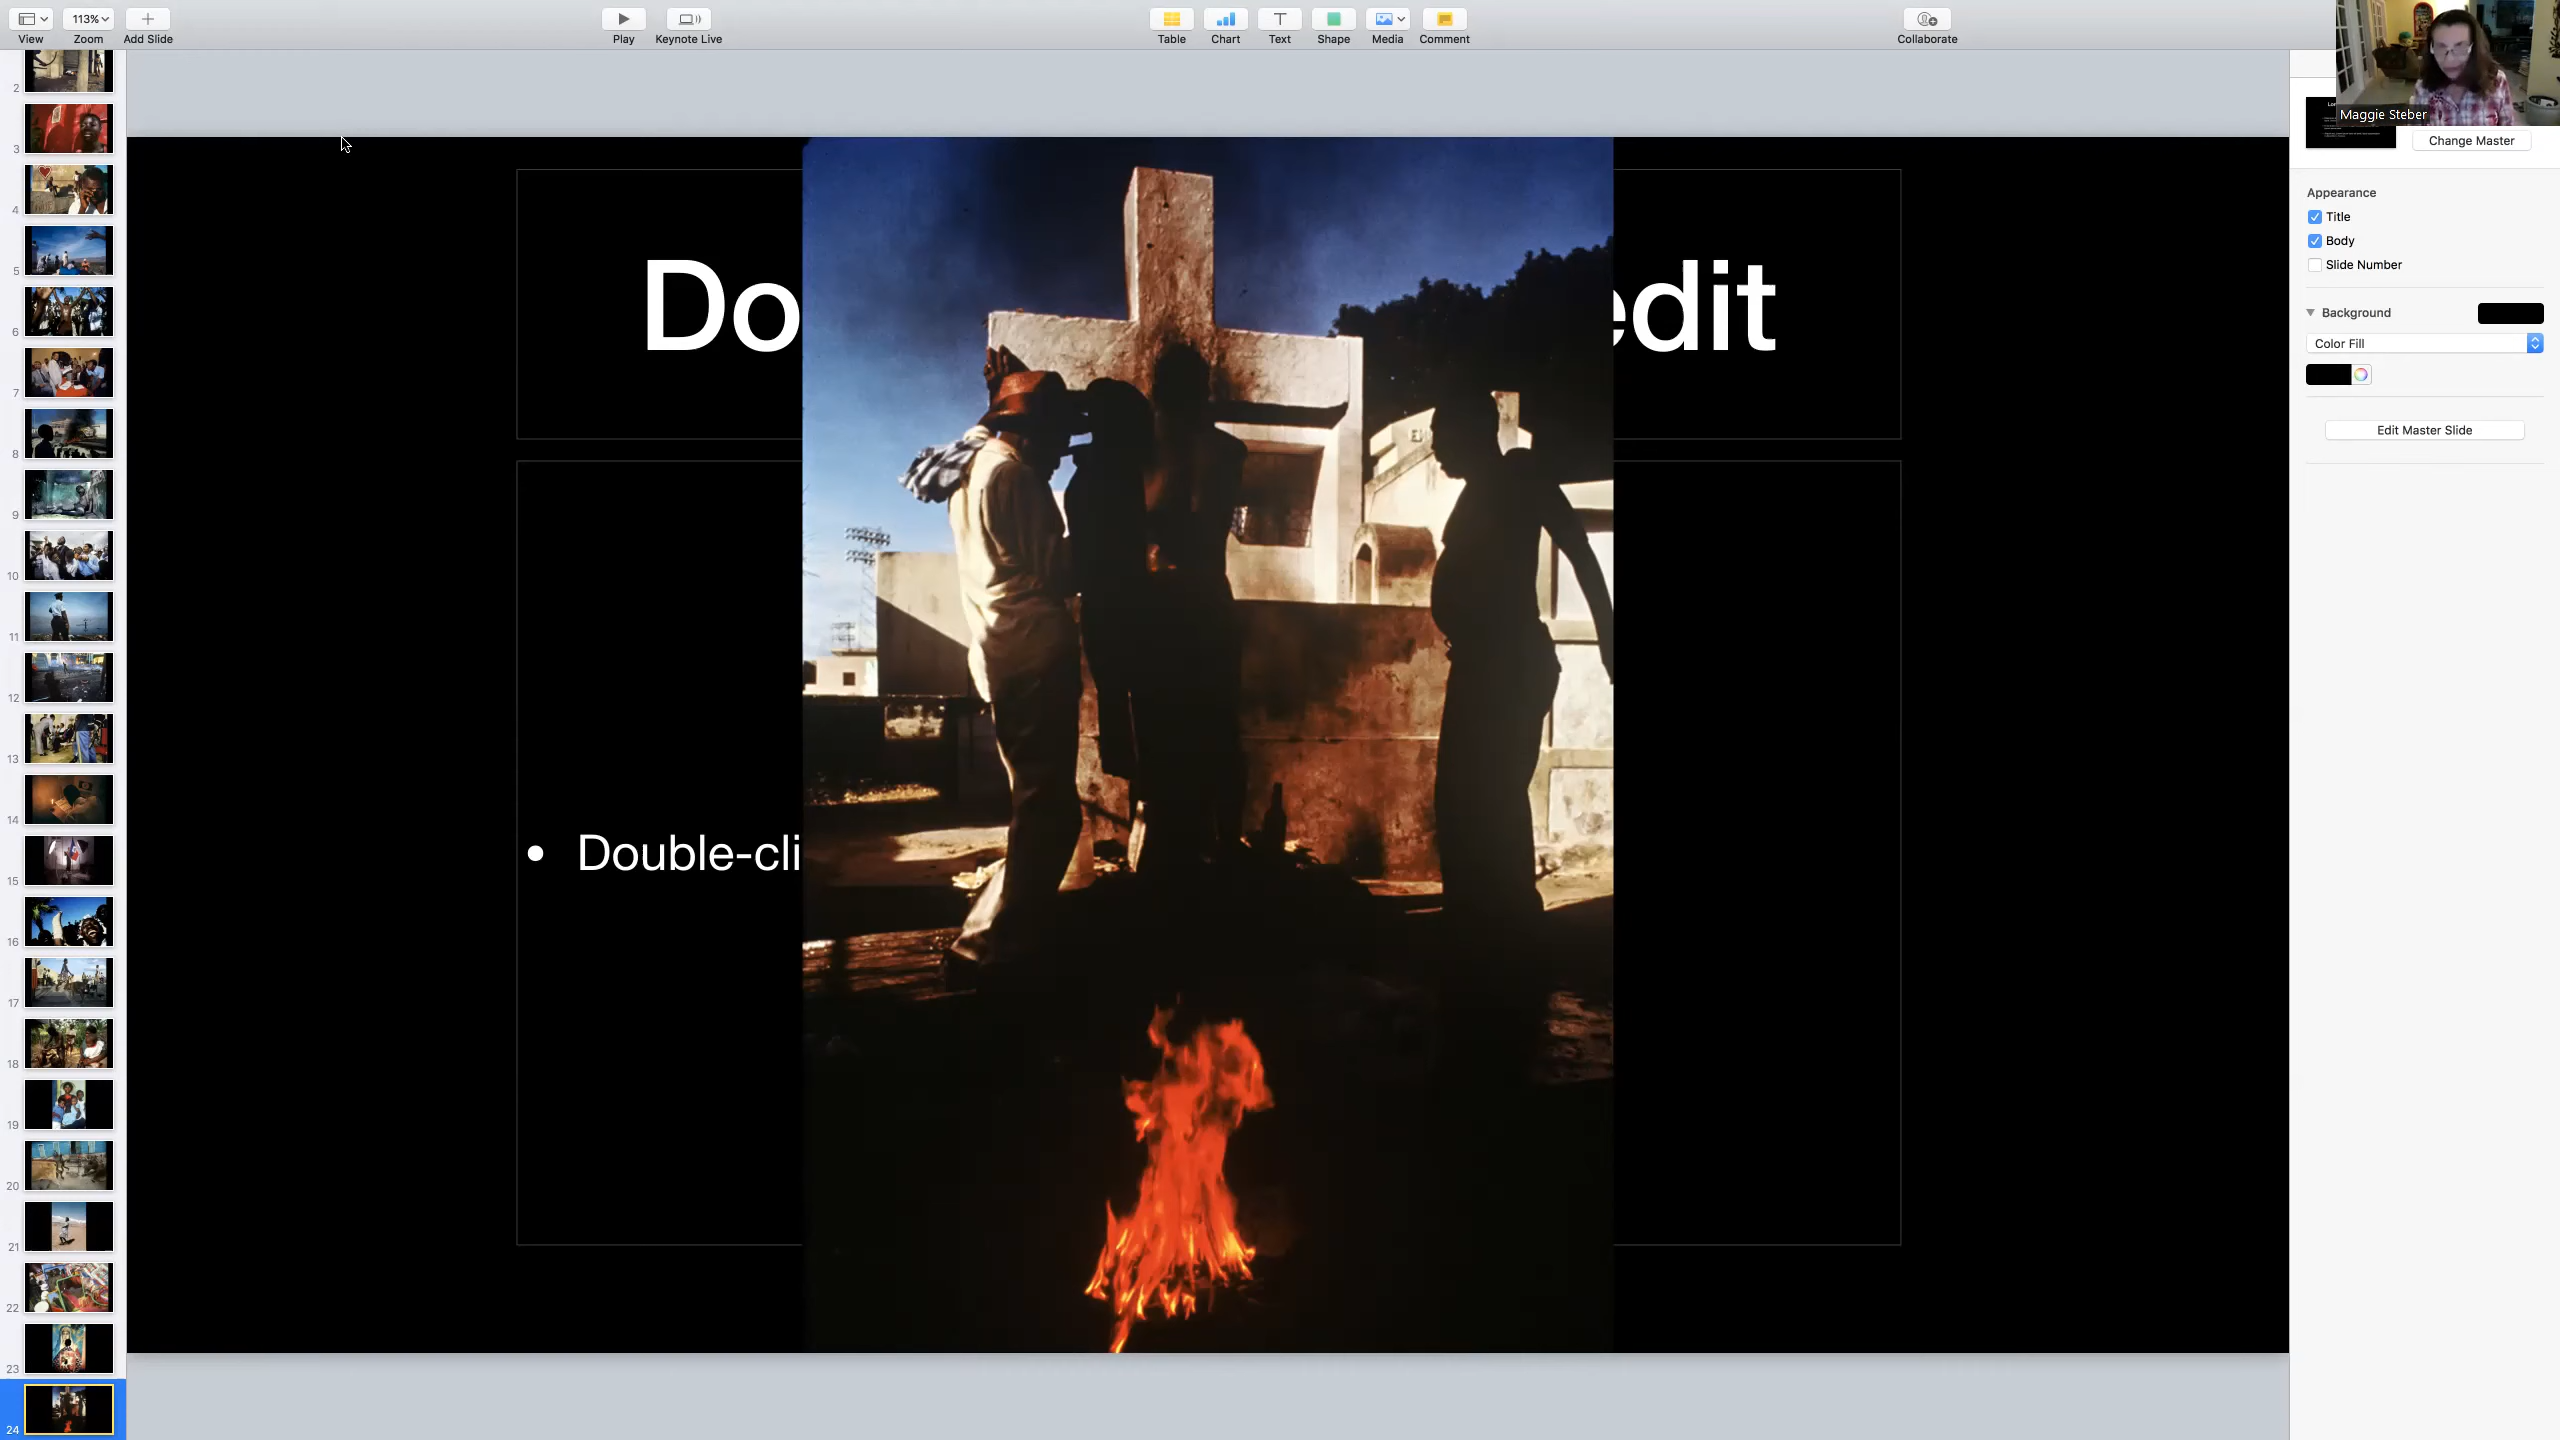 113%
View
Zoom
Add Slide
Play
Keynote Live
Table
Chart
Text
Shape
Media
Comment
Collaborate
Maggie Steber
Change Master
Appearance
Title
Body
Slide Number
Background
Color Fill
Edit Master Slide
Do edit
• Double-cli
2
3
4
5
6
7
8
9
10
11
12
13
14
15
16
17
18
19
20
21
22
23
24